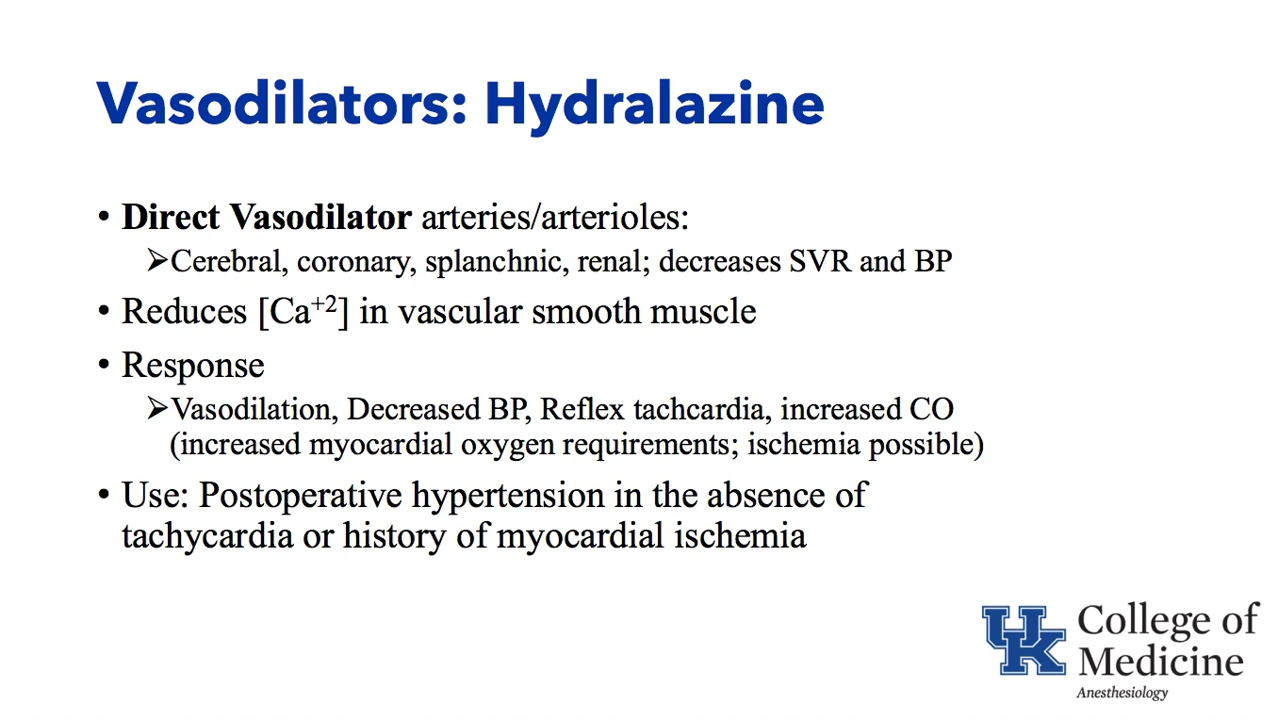 Vasodilators: Hydralazine
• Direct Vasodilator arteries/arterioles:
➢Cerebral, coronary, splanchnic, renal; decreases SVR and BP
• Reduces [Ca⁺²] in vascular smooth muscle
• Response
➢Vasodilation, Decreased BP, Reflex tachcardia, increased CO
(increased myocardial oxygen requirements; ischemia possible)
• Use: Postoperative hypertension in the absence of
tachycardia or history of myocardial ischemia
UK
College of
Medicine
Anesthesiology